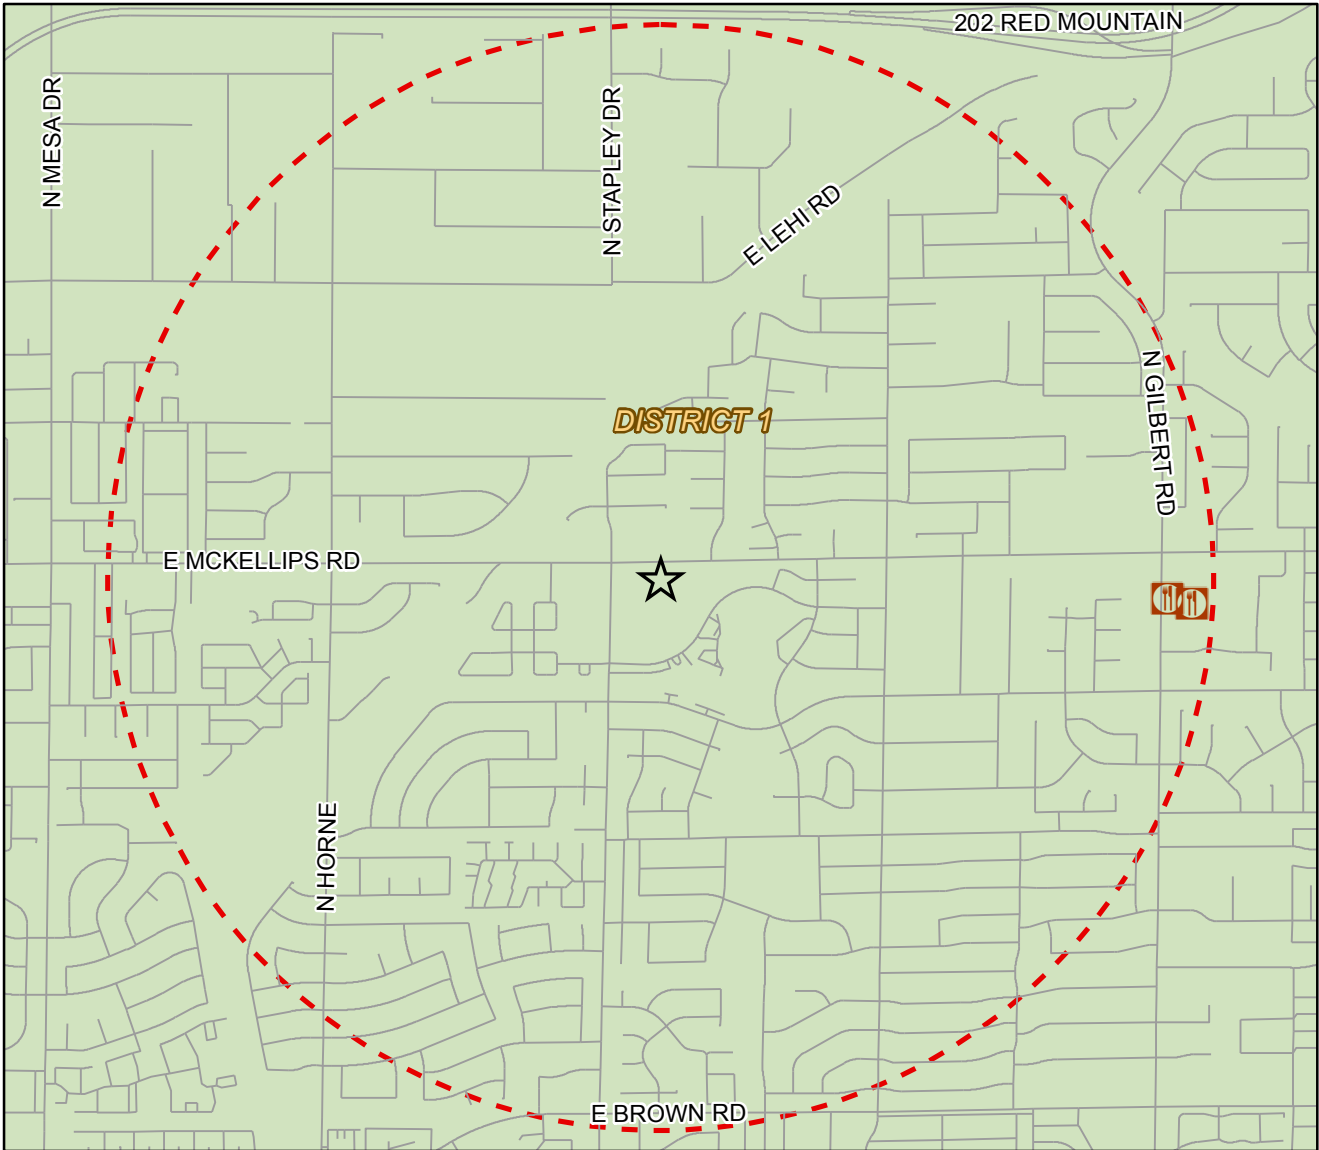 202 RED MOUNTAIN
N MESA DR
N STAPLEY DR
E LEHI RD
N GILBERT RD
DISTRICT 1
E MCKELLIPS RD
N HORNE
E BROWN RD